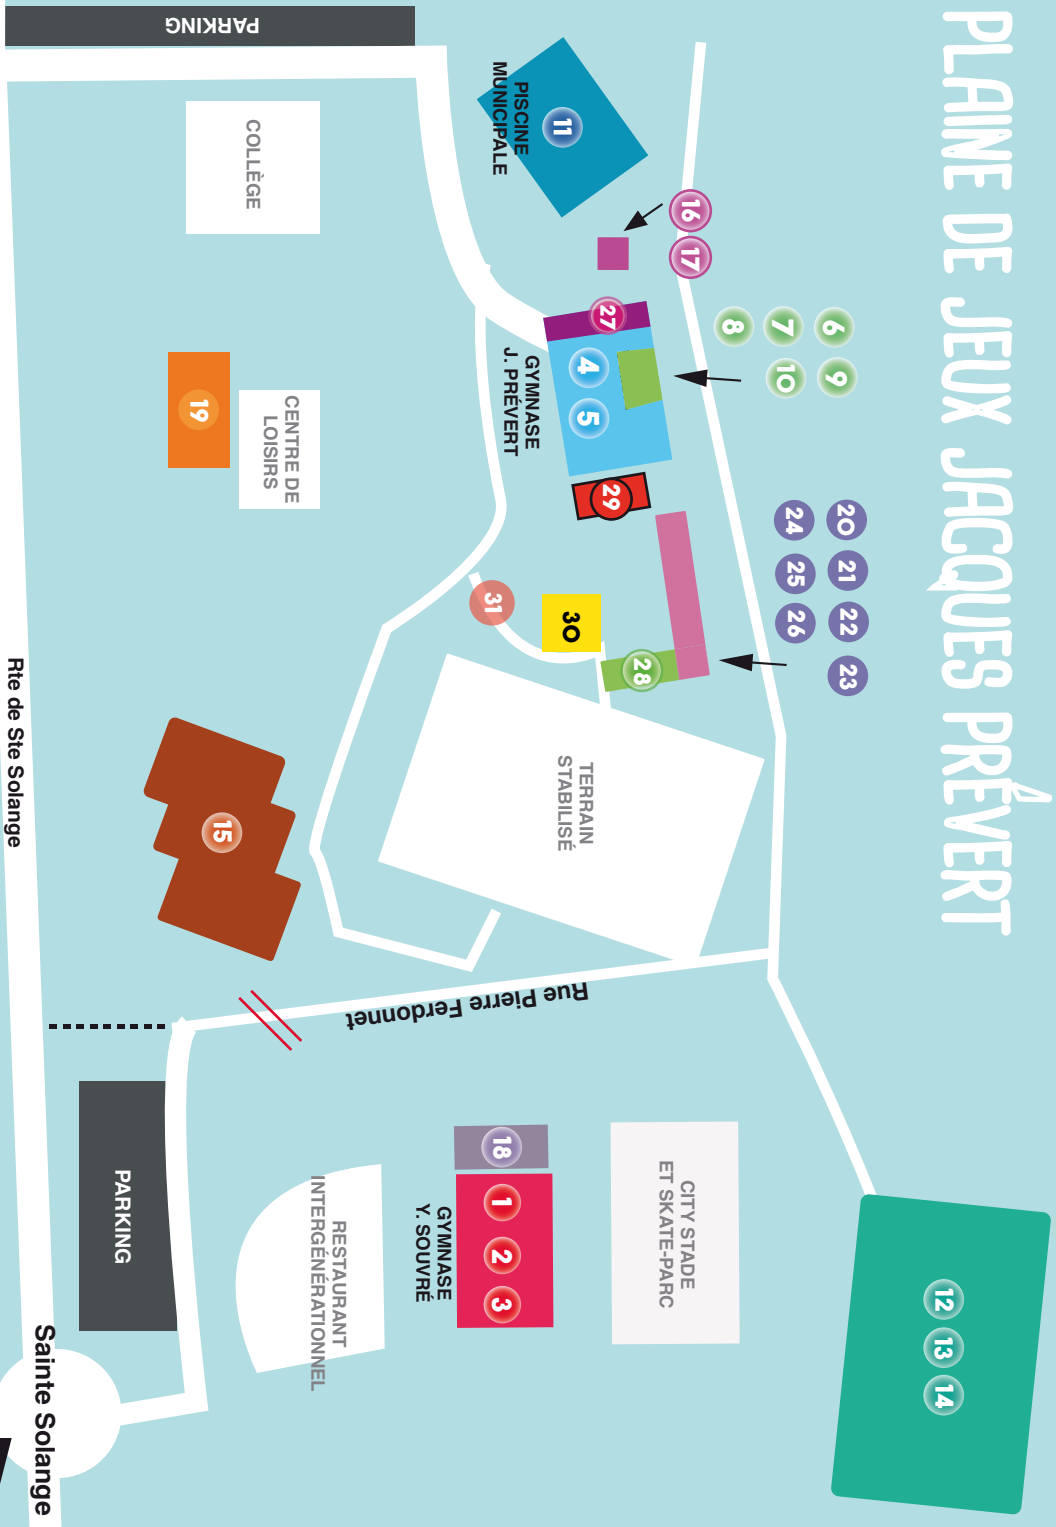 PLAINE DE JEUX JACQUES PRÉVERT
PARKING
COLLÈGE
PISCINE
MUNICIPALE
11
16
17
6
7
8
9
10
27
4
5
GYMNASE
J. PRÉVERT
29
19
CENTRE DE
LOISIRS
20
21
22
23
24
25
26
31
30
28
TERRAIN
STABILISÉ
15
Rte de Ste Solange
Rue Pierre Ferdonnet
PARKING
RESTAURANT
INTERGÉNÉRATIONNEL
18
1
2
3
GYMNASE
Y. SOUVRÉ
CITY STADE
ET SKATE-PARC
12
13
14
Sainte Solange